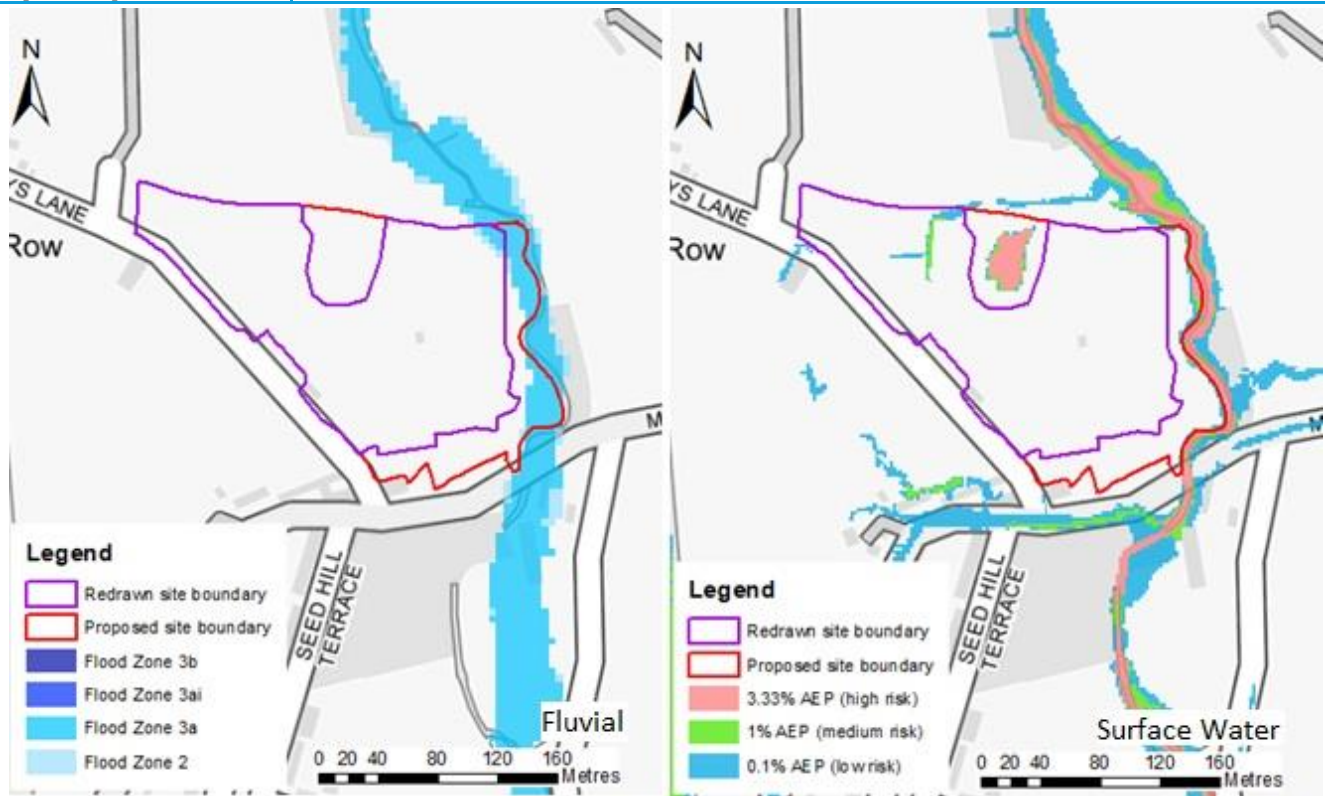 N
YS LANE
Row
SEED HILL
TERRACE
M
Legend
Redrawn site boundary
Proposed site boundary
Flood Zone 3b
Flood Zone 3ai
Flood Zone 3a
Flood Zone 2
Fluvial
0 20 40 80 120 160
Metres
N
YS LANE
Row
SEED HILL
TERRACE
M
Legend
Redrawn site boundary
Proposed site boundary
3.33% AEP (high risk)
1% AEP (medium risk)
0.1% AEP (low risk)
Surface Water
0 20 40 80 120 160
Metres